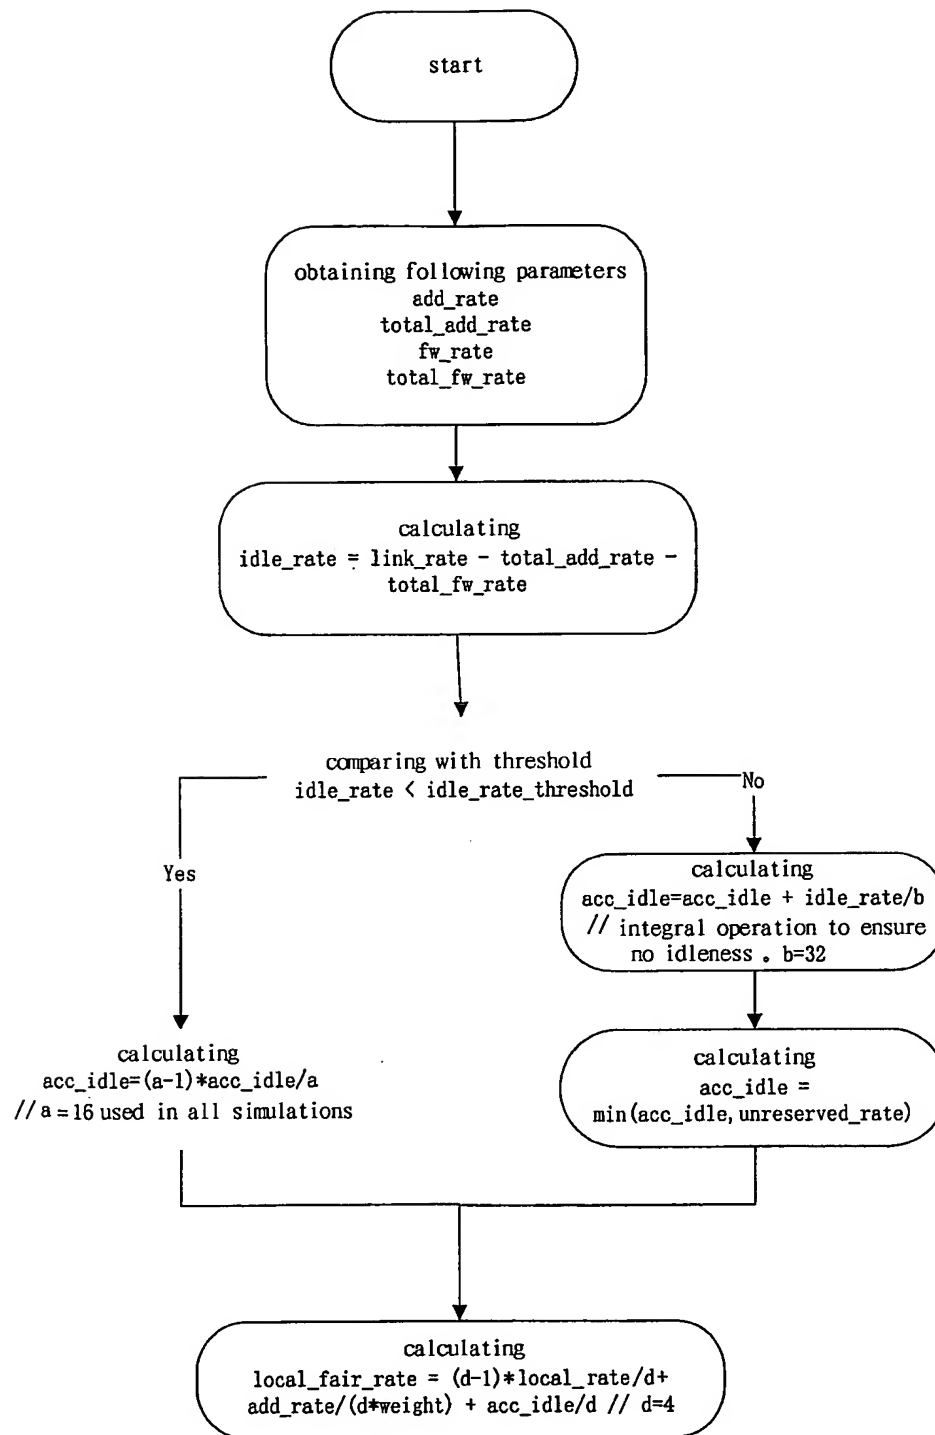 start
obtaining following parameters
add_rate
total_add_rate
fw_rate
total_fw_rate
calculating
idle_rate = link_rate - total_add_rate -
total_fw_rate
comparing with threshold
idle_rate < idle_rate_threshold
No
Yes
calculating
acc_idle=acc_idle + idle_rate/b
// integral operation to ensure
no idleness 。 b=32
calculating
acc_idle=(a-1)*acc_idle/a
//a=16 used in all simulations
calculating
acc_idle =
min(acc_idle,unreserved_rate)
calculating
local_fair_rate = (d-1)*local_rate/d+
add_rate/(d*weight) + acc_idle/d // d=4